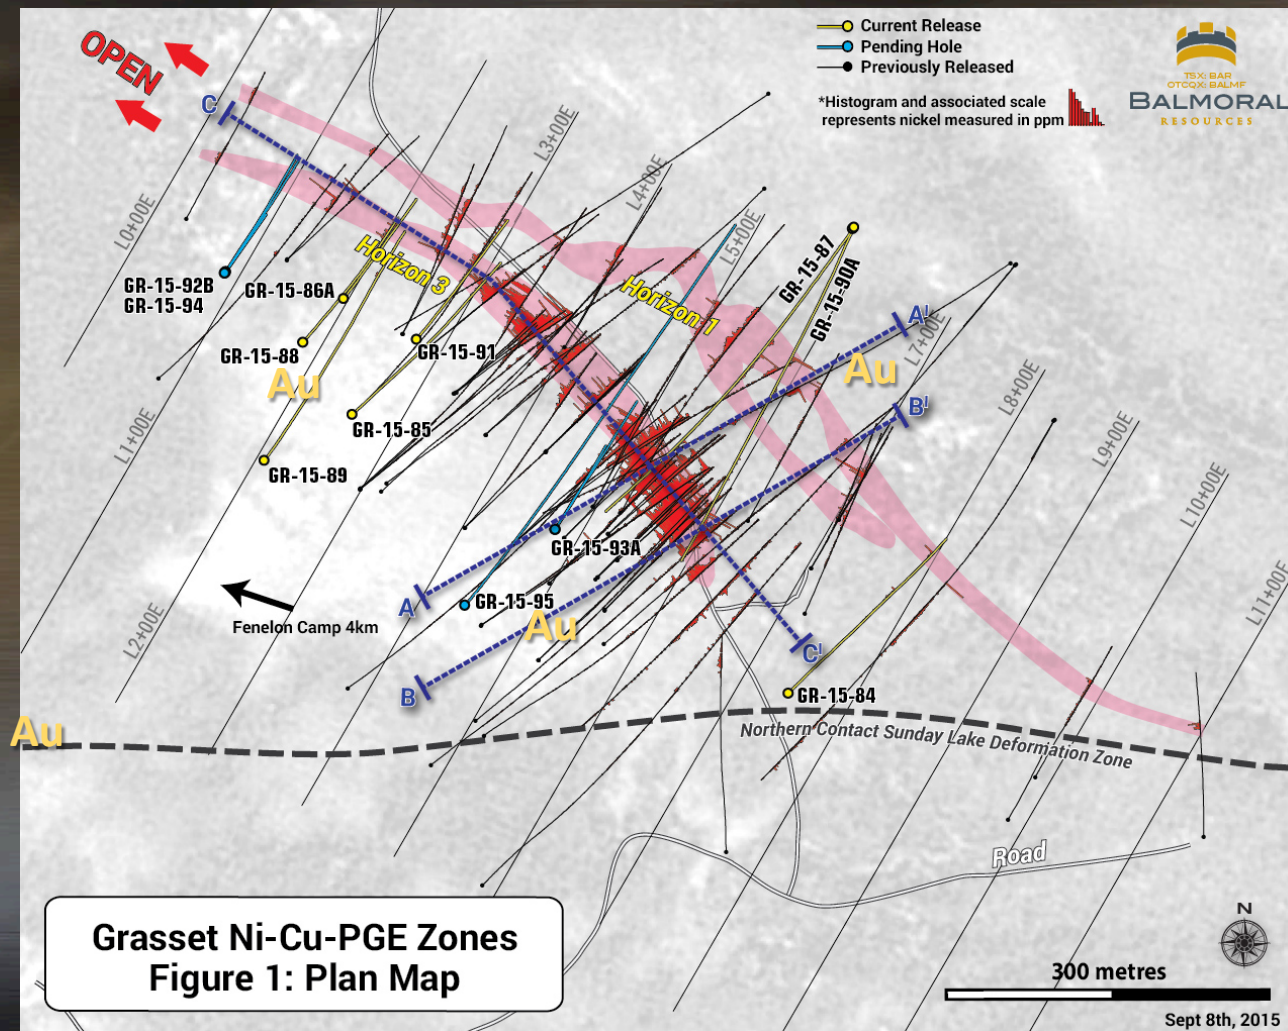 OPEN
Current Release
Pending Hole
Previously Released
*Histogram and associated scale
represents nickel measured in ppm
TSX: BAR
OTCQX: BALMF
BALMORAL
RESOURCES
C
L0+00E
L3+00E
L4+00E
L5+00E
GR-15-92B
GR-15-94
GR-15-86A
Horizon 3
Horizon 1
GR-15-87
GR-15-90A
A'
L7+00E
Au
GR-15-88
GR-15-91
Au
B'
L8+00E
L1+00E
GR-15-85
L9+00E
GR-15-89
L10+00E
GR-15-93A
L11+00E
A
GR-15-95
Au
L2+00E
Fenelon Camp 4km
C'
B
GR-15-84
Au
Northern Contact Sunday Lake Deformation Zone
Road
Grasset Ni-Cu-PGE Zones
Figure 1: Plan Map
N
300 metres
Sept 8th, 2015